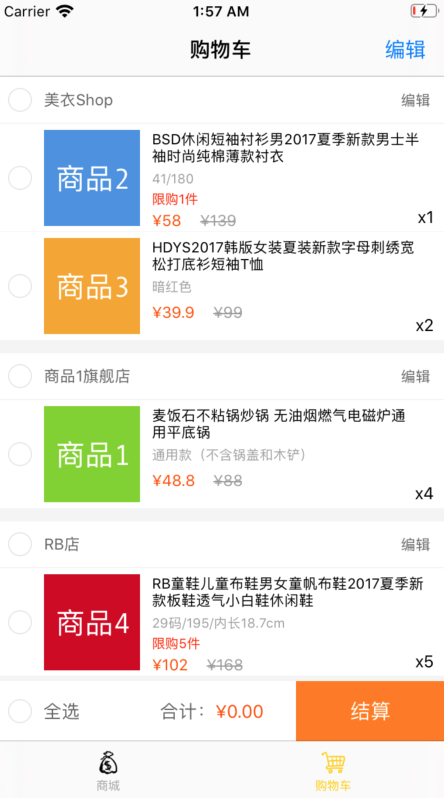 Carrier 1:57 AM
购物车 编辑
美衣Shop 编辑
商品2
BSD休闲短袖衬衫男2017夏季新款男士半
袖时尚纯棉薄款衬衣
41/180
限购1件
¥58 ¥139 x1
商品3
HDYS2017韩版女装夏装新款字母刺绣宽
松打底衫短袖T恤
暗红色
¥39.9 ¥99
x2
商品1旗舰店 编辑
商品1
麦饭石不粘锅炒锅 无油烟燃气电磁炉通
用平底锅
通用款（不含锅盖和木铲）
¥48.8 ¥88
x4
RB店 编辑
商品4
RB童鞋儿童布鞋男女童帆布鞋2017夏季新
款板鞋透气小白鞋休闲鞋
29码/195/内长18.7cm
限购5件
¥102 ¥168 x5
全选 合计：¥0.00 结算
商城 购物车